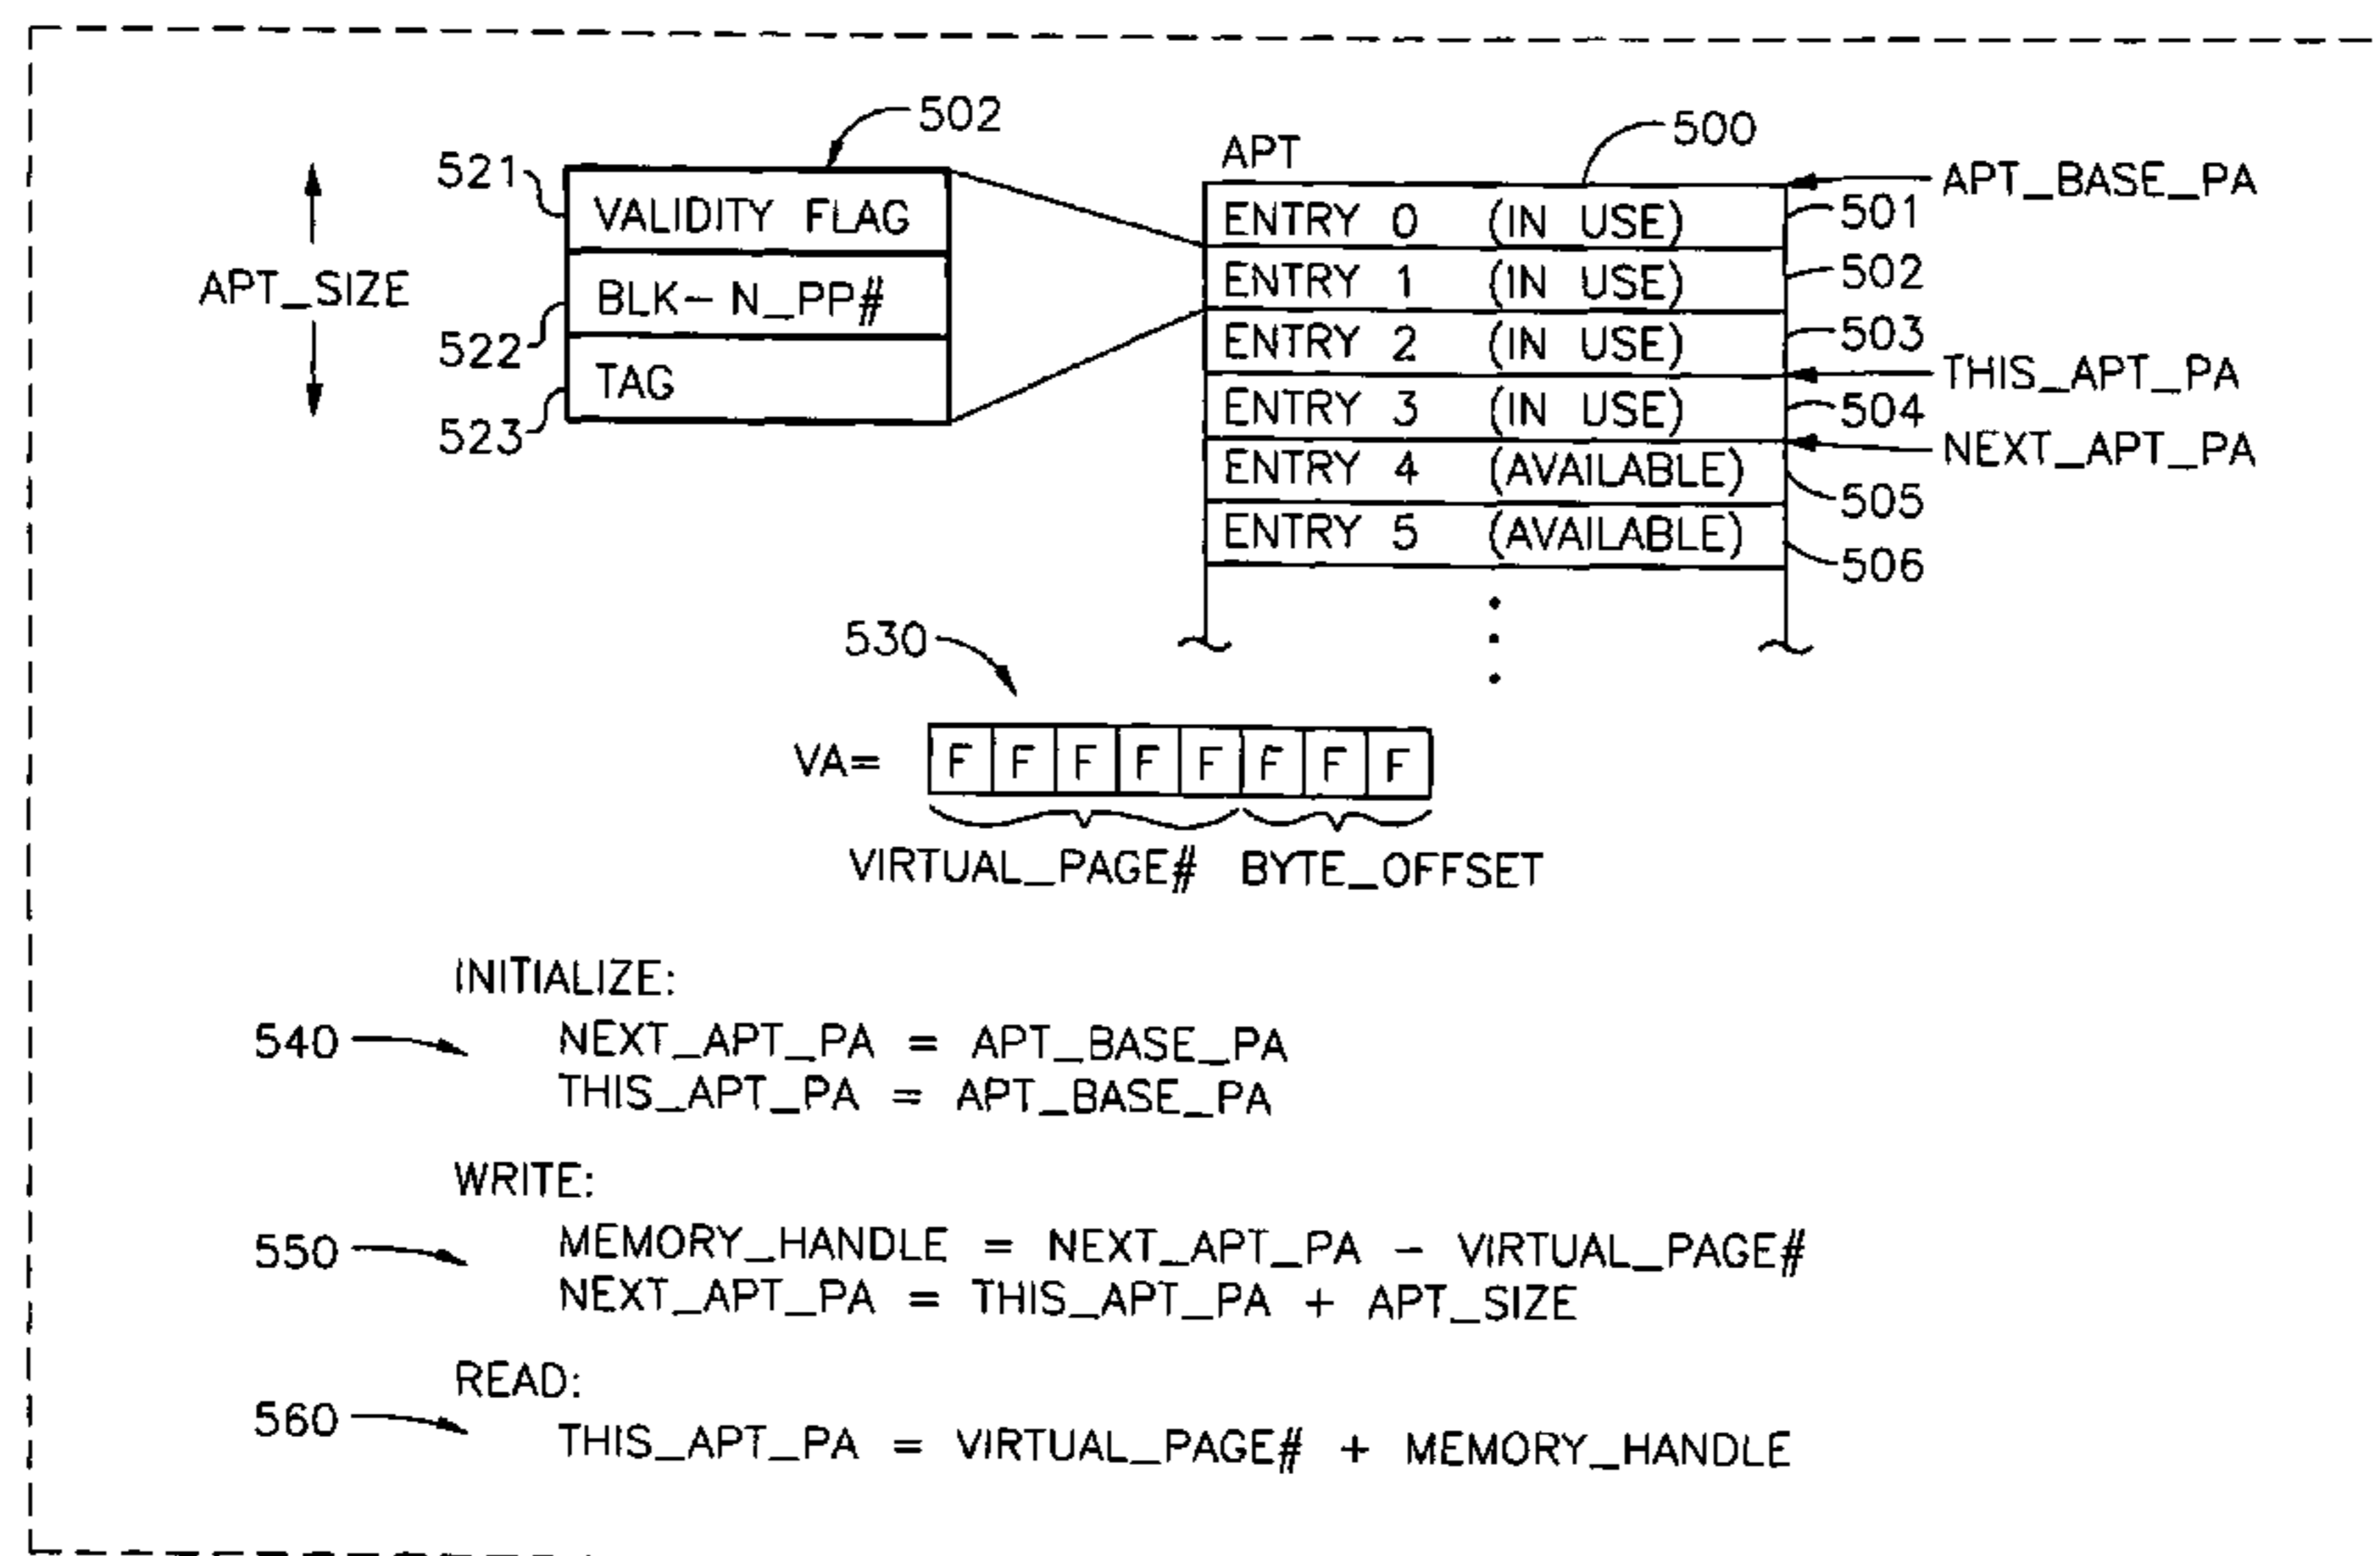 502
500
APT
APT_BASE_PA
521
VALIDITY FLAG
ENTRY 0 (IN USE)
501
APT_SIZE
BLK-N_PP#
ENTRY 1 (IN USE)
502
522
ENTRY 2 (IN USE)
503
TAG
THIS_APT_PA
523
ENTRY 3 (IN USE)
504
NEXT_APT_PA
ENTRY 4 (AVAILABLE)
505
ENTRY 5 (AVAILABLE)
506
530
VA= F F F F F F F F
VIRTUAL_PAGE# BYTE_OFFSET
INITIALIZE:
540
NEXT_APT_PA = APT_BASE_PA
THIS_APT_PA = APT_BASE_PA
WRITE:
550
MEMORY_HANDLE = NEXT_APT_PA - VIRTUAL_PAGE#
NEXT_APT_PA = THIS_APT_PA + APT_SIZE
READ:
560
THIS_APT_PA = VIRTUAL_PAGE# + MEMORY_HANDLE